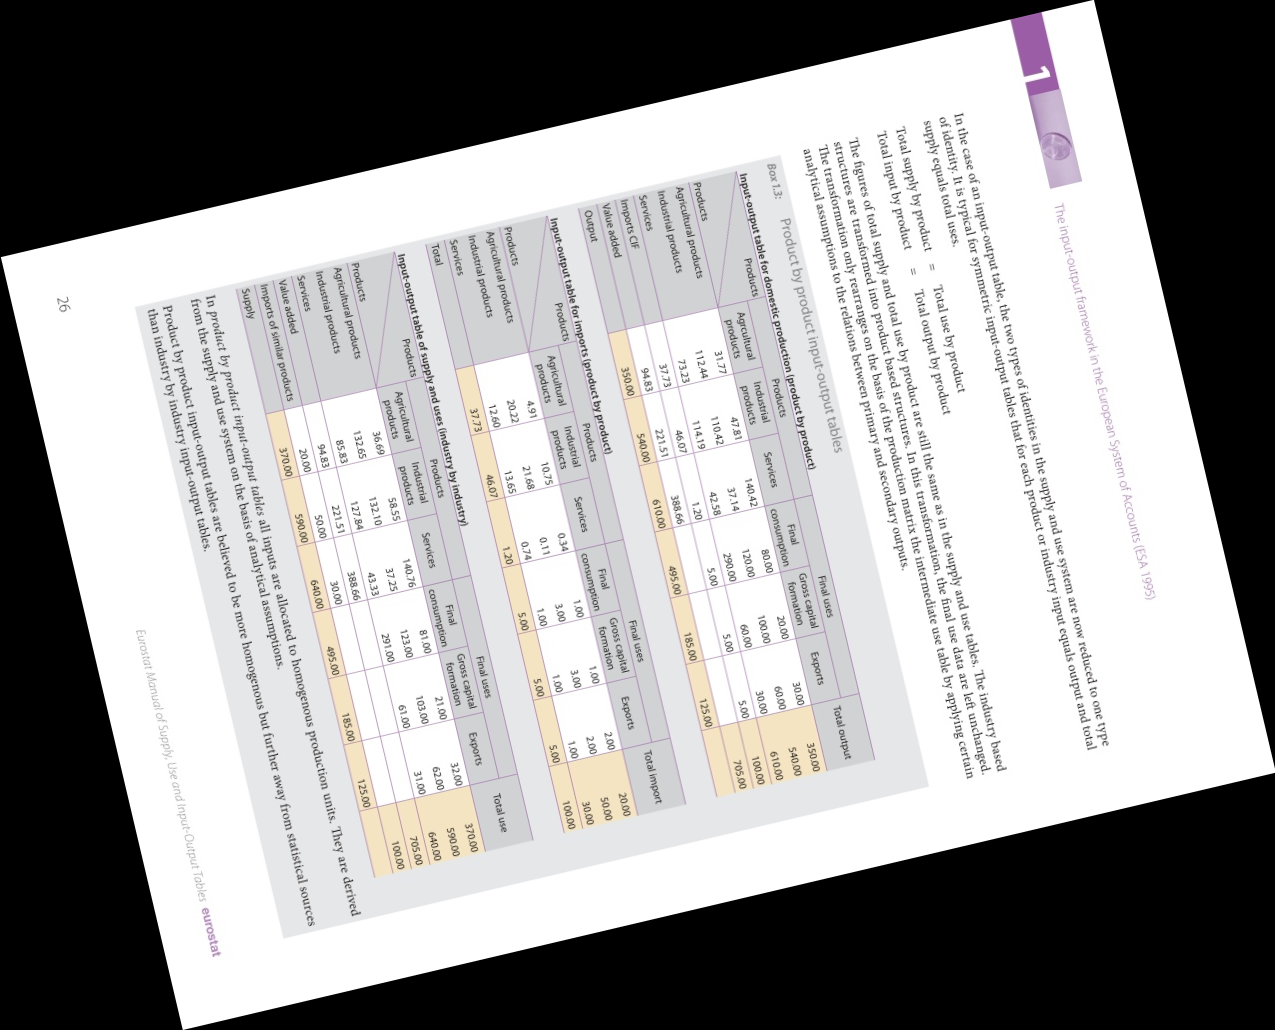 1
The input-output framework in the European System of Accounts (ESA 1995)
In the case of an input-output table, the two types of identities in the supply and use system are now reduced to one type
of identity. It is typical for symmetric input-output tables that for each product or industry input equals output and total
supply equals total uses.
Total supply by product = Total use by product
Total input by product = Total output by product
The figures of total supply and total use by product are still the same as in the supply and use tables. The industry based
structures are transformed into product based structures. In this transformation, the final use data are left unchanged.
The transformation only rearranges on the basis of the production matrix the intermediate use table by applying certain
analytical assumptions to the relations between primary and secondary outputs.
Box 1.3: Product by product input-output tables
Input-output table for domestic production (product by product)
Products Products Final uses Total output
Products Agricultural products Industrial products Services Final consumption Gross capital formation Exports
Agricultural products 31.77 47.81 140.42 80.00 20.00 30.00 350.00
Industrial products 112.44 110.42 37.14 120.00 100.00 60.00 540.00
Services 73.23 114.19 42.58 290.00 60.00 30.00 610.00
Imports CIF 37.73 46.07 1.20 5.00 5.00 5.00 100.00
Value added 94.83 221.51 388.66 705.00
Output 350.00 540.00 610.00 495.00 185.00 125.00
Input-output table for imports (product by product)
Products Products Final uses Total import
Products Agricultural products Industrial products Services Final consumption Gross capital formation Exports
Agricultural products 4.91 10.75 0.34 1.00 1.00 2.00 20.00
Industrial products 20.22 21.68 0.11 3.00 3.00 2.00 50.00
Services 12.60 13.65 0.74 1.00 1.00 1.00 30.00
Total 37.73 46.07 1.20 5.00 5.00 5.00 100.00
Input-output table of supply and uses (industry by industry)
Products Products Final uses Total use
Products Agricultural products Industrial products Services Final consumption Gross capital formation Exports
Agricultural products 36.69 58.55 140.76 81.00 21.00 32.00 370.00
Industrial products 132.65 132.10 37.25 123.00 103.00 62.00 590.00
Services 85.83 127.84 43.33 291.00 61.00 31.00 640.00
Value added 94.83 221.51 388.66 705.00
Imports of similar products 20.00 50.00 30.00 100.00
Supply 370.00 590.00 640.00 495.00 185.00 125.00
In product by product input-output tables all inputs are allocated to homogenous production units. They are derived
from the supply and use system on the basis of analytical assumptions.
Product by product input-output tables are believed to be more homogenous but further away from statistical sources
than industry by industry input-output tables.
26
Eurostat Manual of Supply, Use and Input-Output Tables eurostat